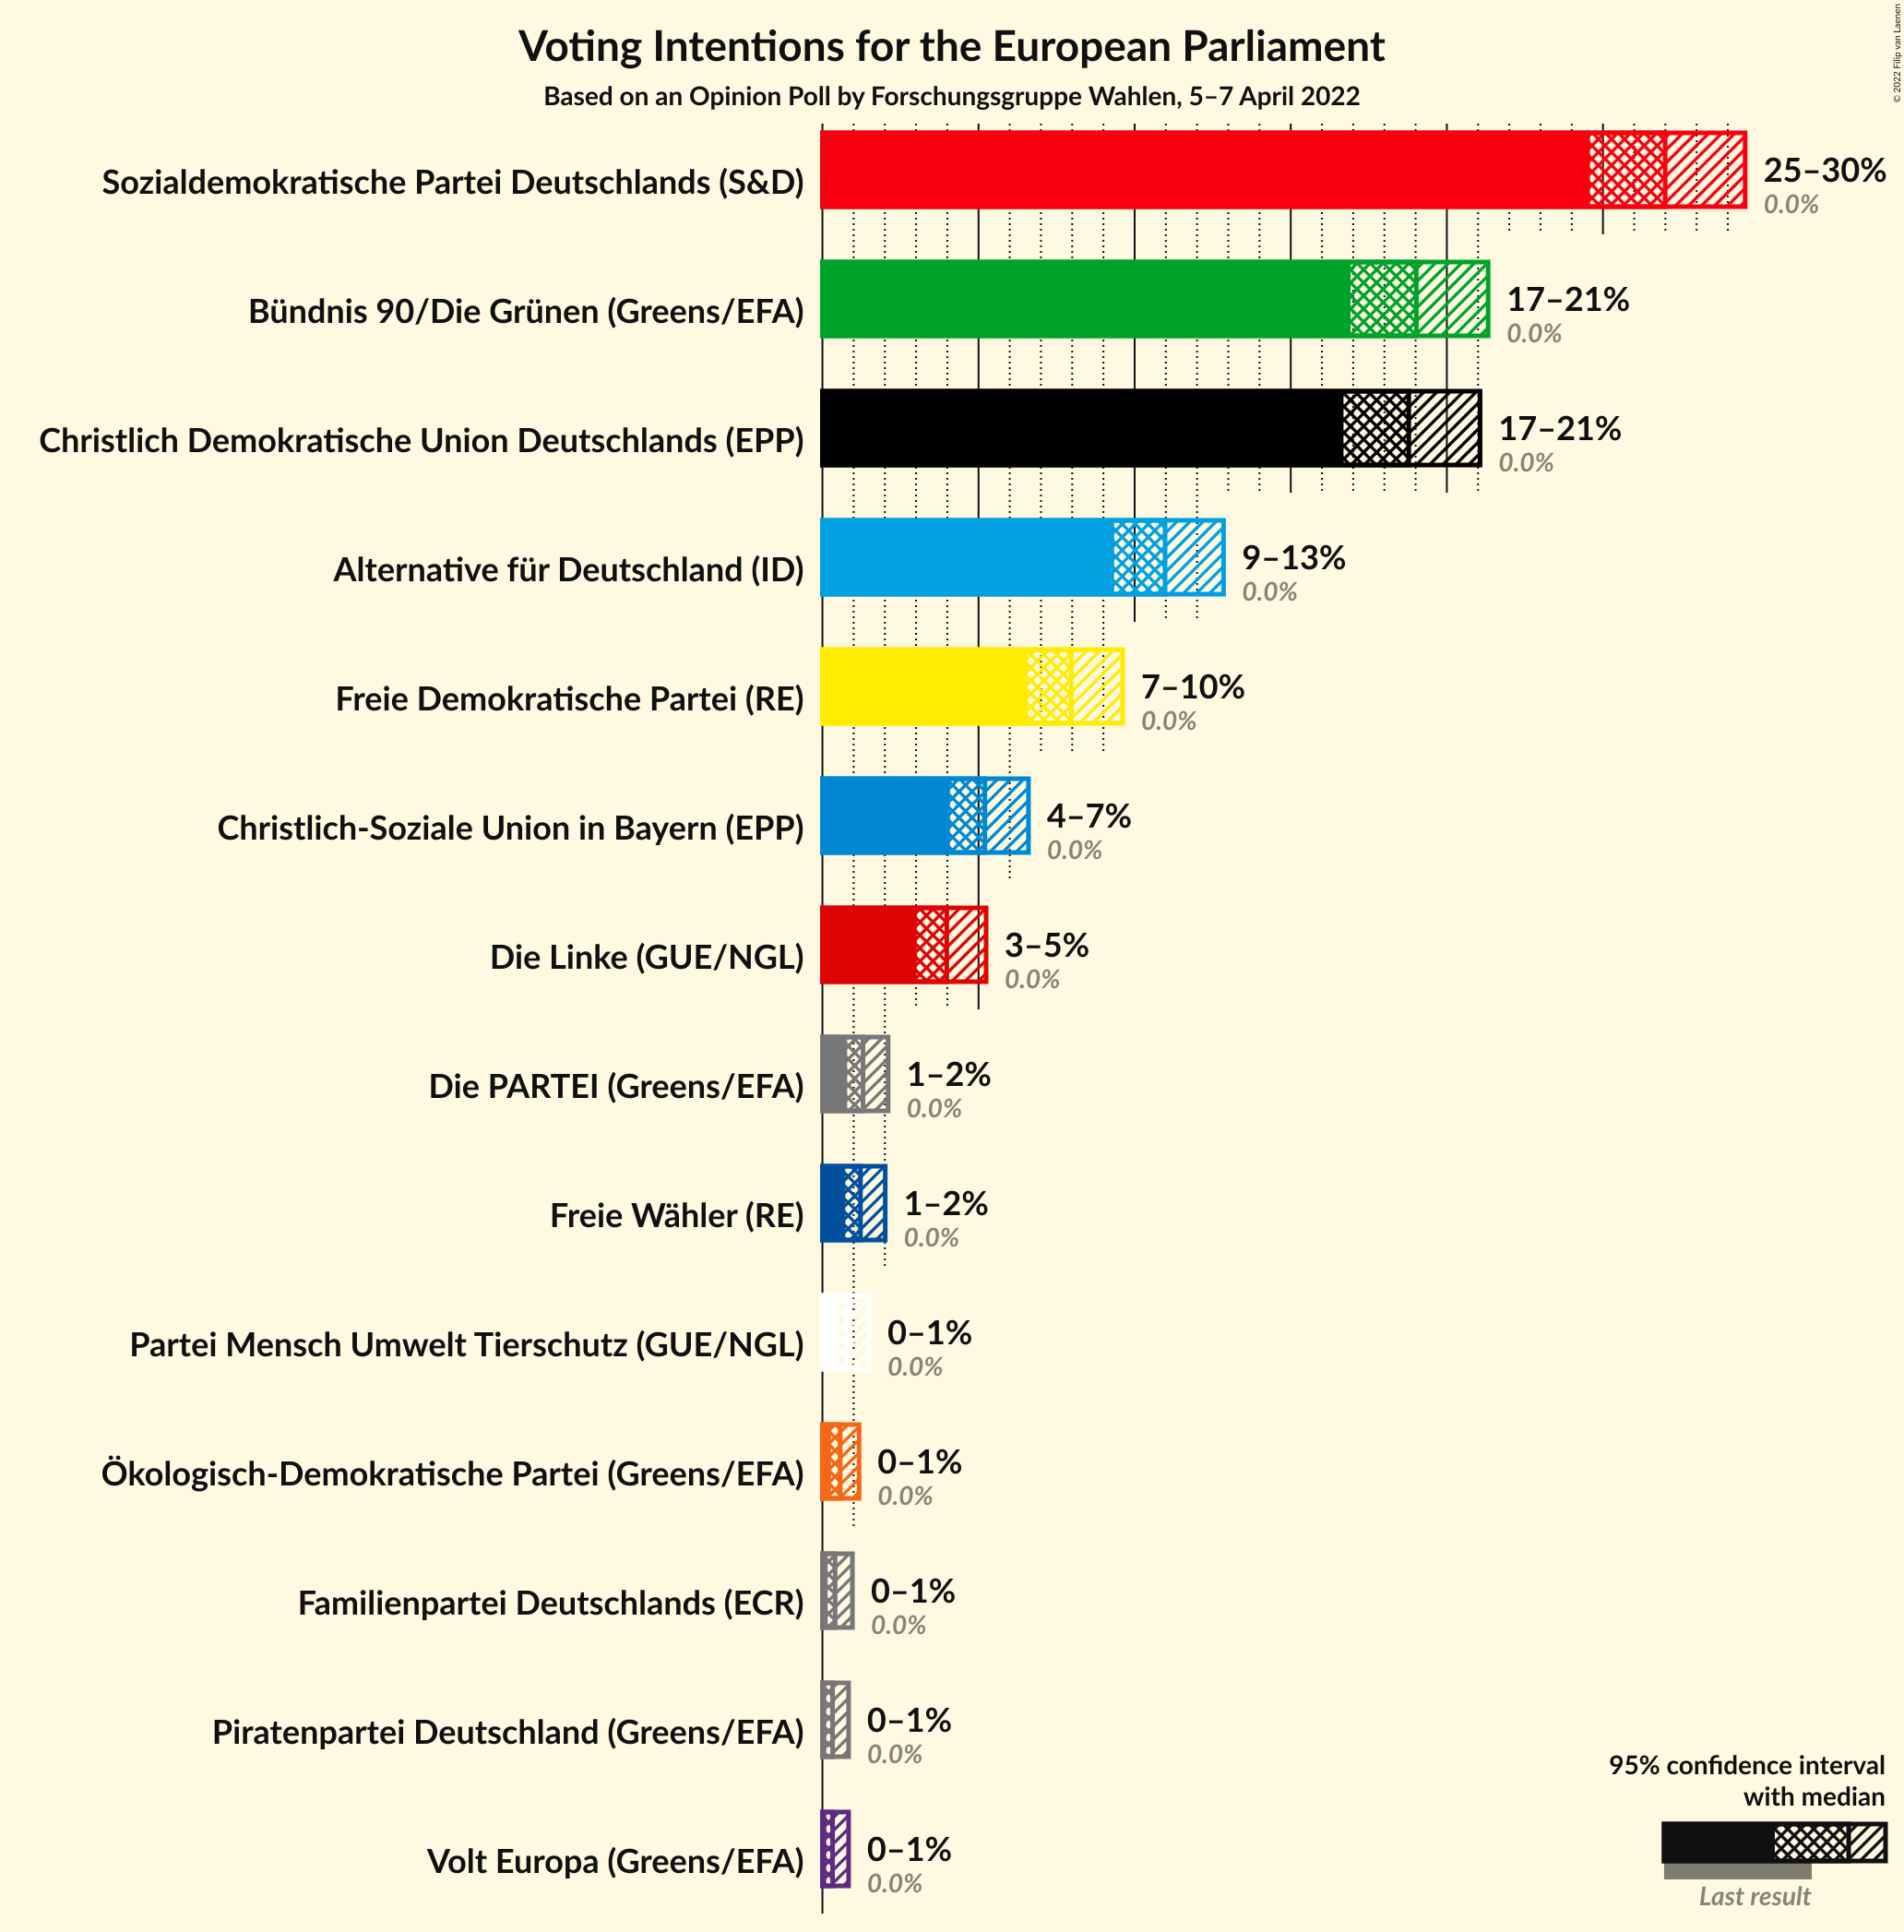 Voting Intentions for the European Parliament
Based on an Opinion Poll by Forschungsgruppe Wahlen, 5–7 April 2022
© 2022 Filip van Laenen
Sozialdemokratische Partei Deutschlands (S&D)
25–30%
0.0%
Bündnis 90/Die Grünen (Greens/EFA)
17–21%
0.0%
Christlich Demokratische Union Deutschlands (EPP)
17–21%
0.0%
Alternative für Deutschland (ID)
9–13%
0.0%
Freie Demokratische Partei (RE)
7–10%
0.0%
Christlich-Soziale Union in Bayern (EPP)
4–7%
0.0%
Die Linke (GUE/NGL)
3–5%
0.0%
Die PARTEI (Greens/EFA)
1–2%
0.0%
Freie Wähler (RE)
1–2%
0.0%
Partei Mensch Umwelt Tierschutz (GUE/NGL)
0–1%
0.0%
Ökologisch-Demokratische Partei (Greens/EFA)
0–1%
0.0%
Familienpartei Deutschlands (ECR)
0–1%
0.0%
Piratenpartei Deutschland (Greens/EFA)
0–1%
0.0%
Volt Europa (Greens/EFA)
0–1%
0.0%
95% confidence interval
with median
Last result